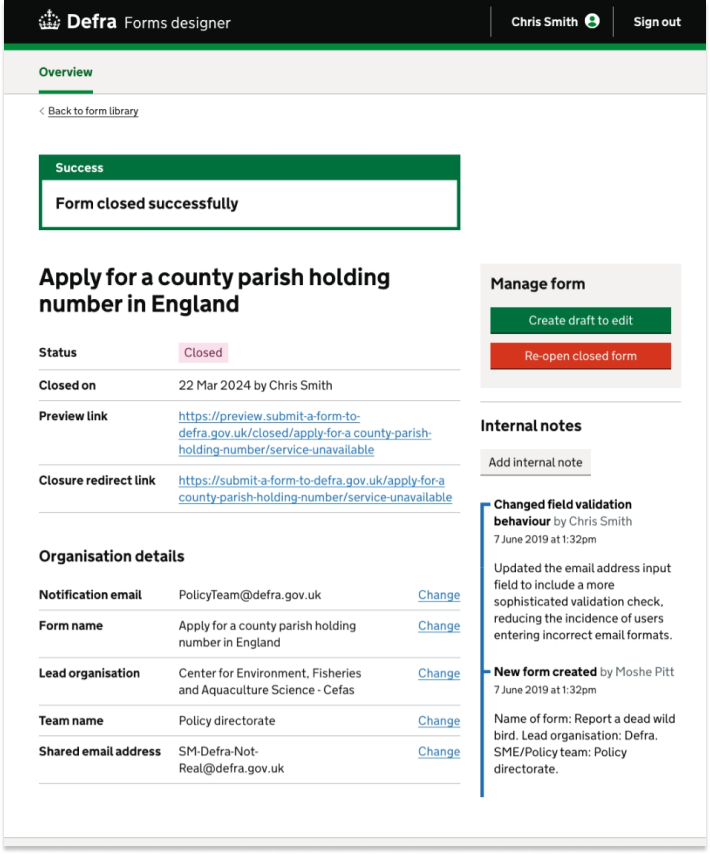 Defra Forms designer
Chris Smith
Sign out
Overview
Back to form library
Success
Form closed successfully
Apply for a county parish holding
number in England
Status Closed
Closed on 22 Mar 2024 by Chris Smith
Preview link https://preview.submit-a-form-to-
defra.gov.uk/closed/apply-for-a county-parish-
holding-number/service-unavailable
Closure redirect link https://submit-a-form-to-defra.gov.uk/apply-for-a
county-parish-holding-number/service-unavailable
Organisation details
Notification email PolicyTeam@defra.gov.uk Change
Form name Apply for a county parish holding Change
number in England
Lead organisation Center for Environment, Fisheries Change
and Aquaculture Science - Cefas
Team name Policy directorate Change
Shared email address SM-Defra-Not- Change
Real@defra.gov.uk
Manage form
Create draft to edit
Re-open closed form
Internal notes
Add internal note
Changed field validation
behaviour by Chris Smith
7 June 2019 at 1:32pm
Updated the email address input
field to include a more
sophisticated validation check,
reducing the incidence of users
entering incorrect email formats.
New form created by Moshe Pitt
7 June 2019 at 1:32pm
Name of form: Report a dead wild
bird. Lead organisation: Defra.
SME/Policy team: Policy
directorate.